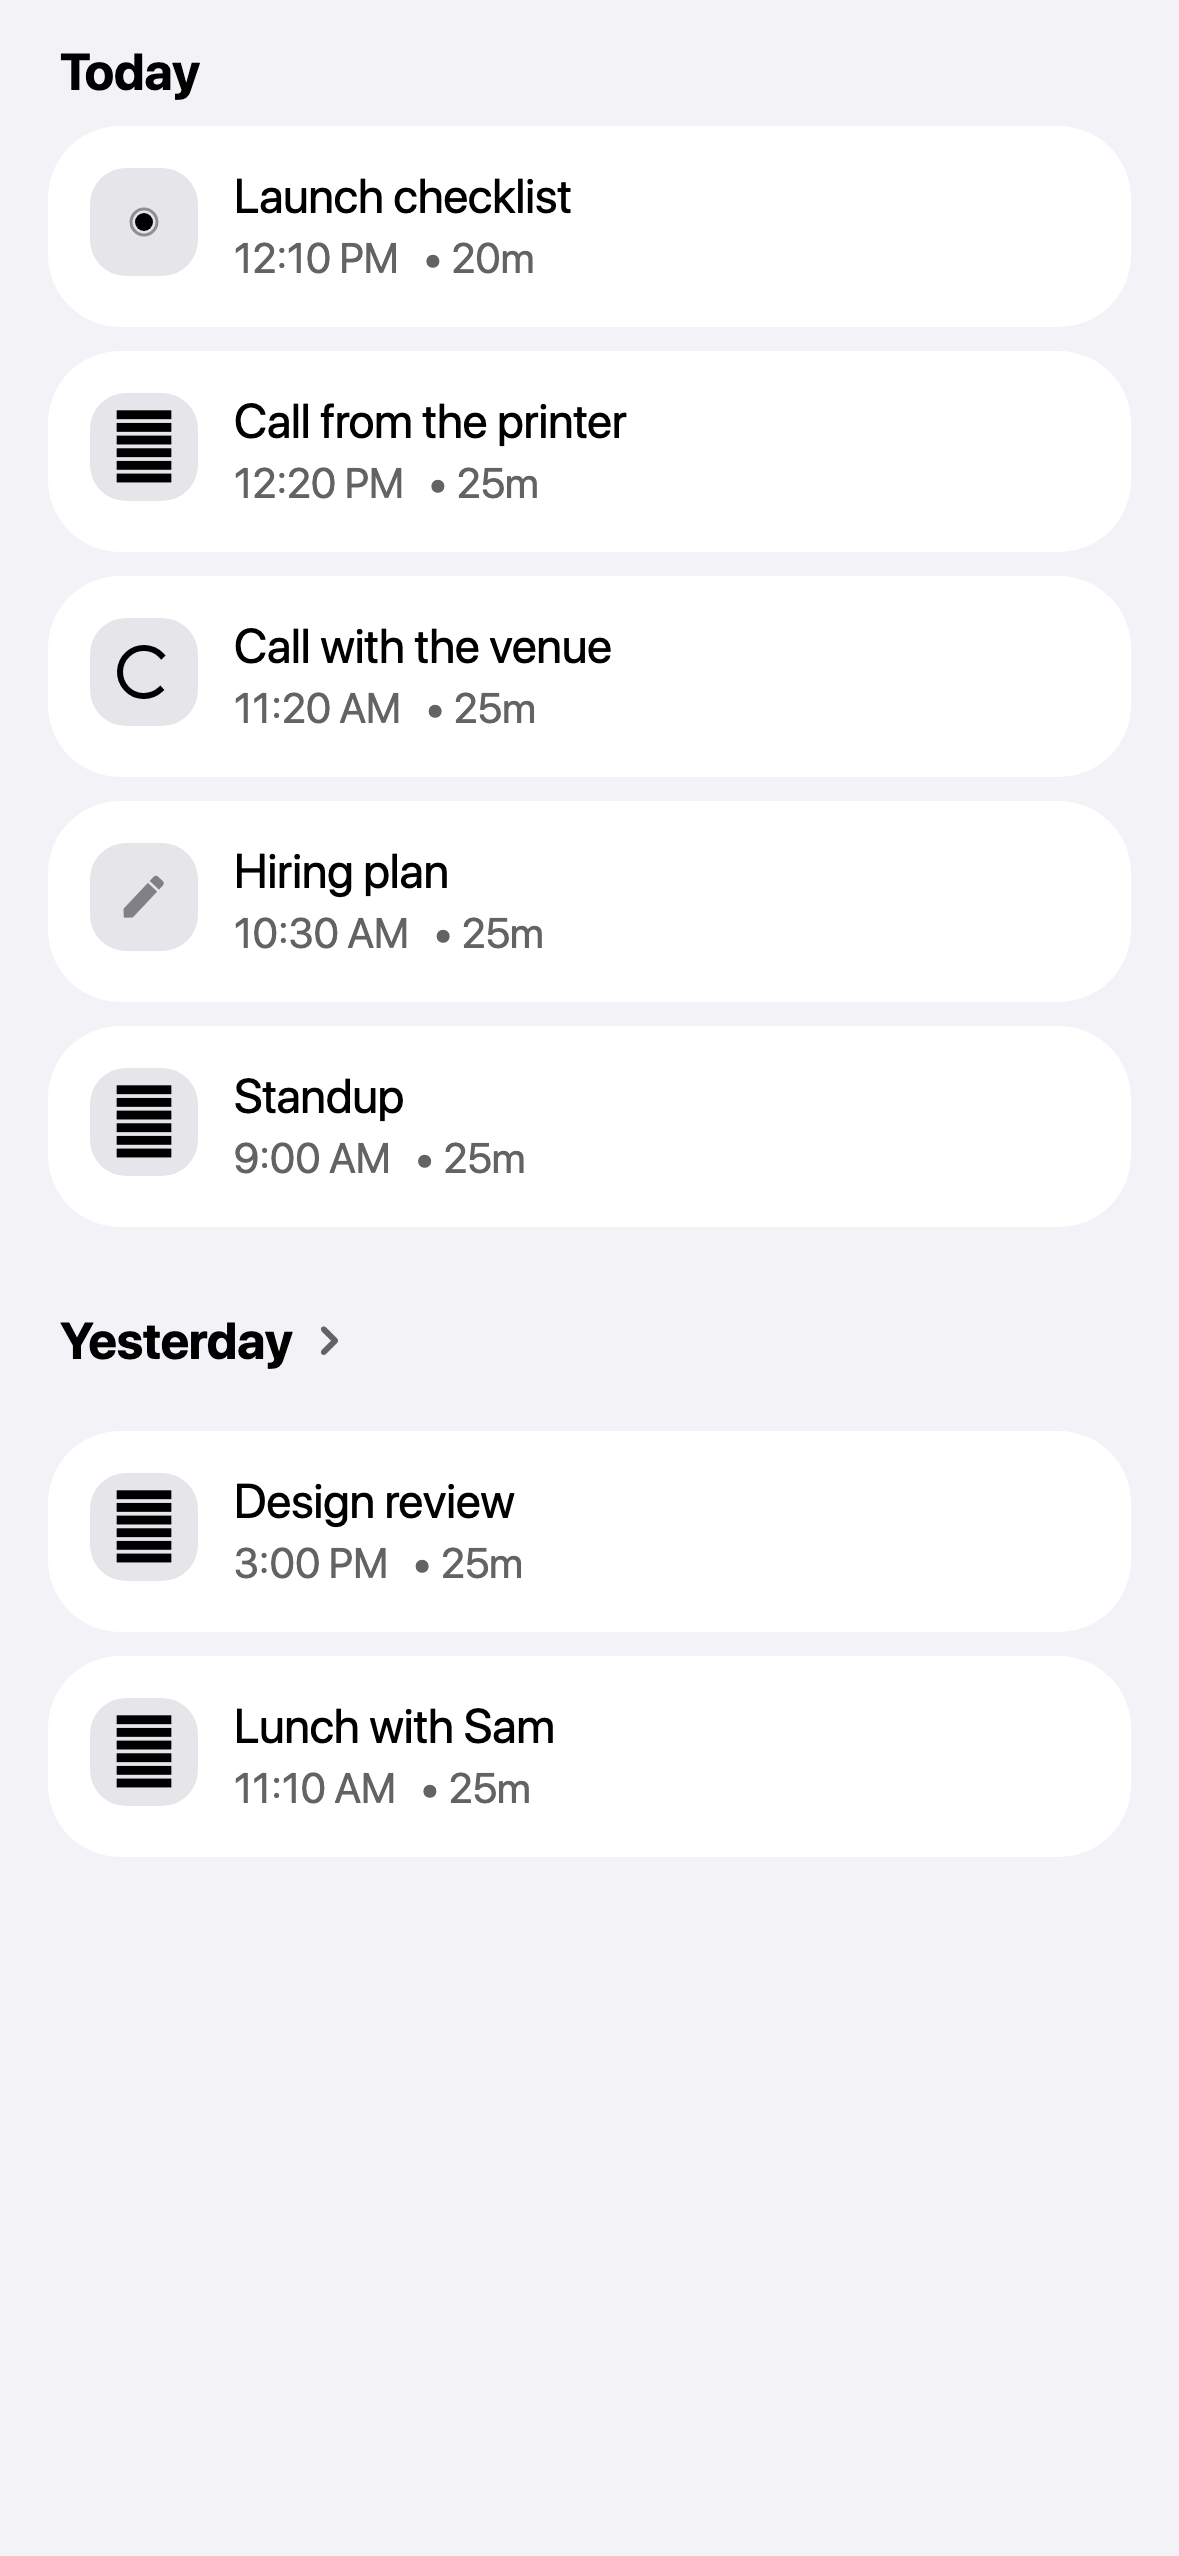 Today
Launch checklist
12:10 PM • 20m
Call from the printer
12:20 PM • 25m
Call with the venue
11:20 AM • 25m
Hiring plan
10:30 AM • 25m
Standup
9:00 AM • 25m
Yesterday
Design review
3:00 PM • 25m
Lunch with Sam
11:10 AM • 25m